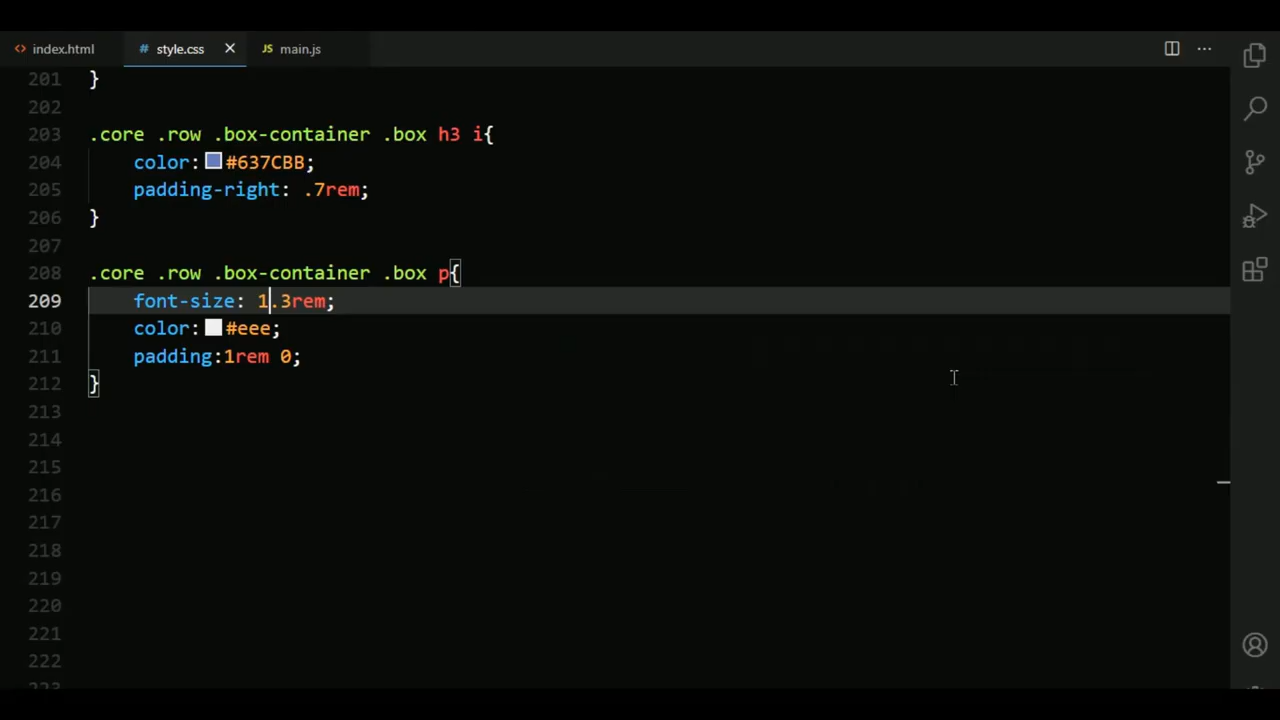 index.html style.css main.js
201 }
202
203 .core .row .box-container .box h3 i{
204 color: #637CBB;
205 padding-right: .7rem;
206 }
207
208 .core .row .box-container .box p{
209 font-size: 1.3rem;
210 color: #eee;
211 padding:1rem 0;
212 }
213
214
215
216
217
218
219
220
221
222
223